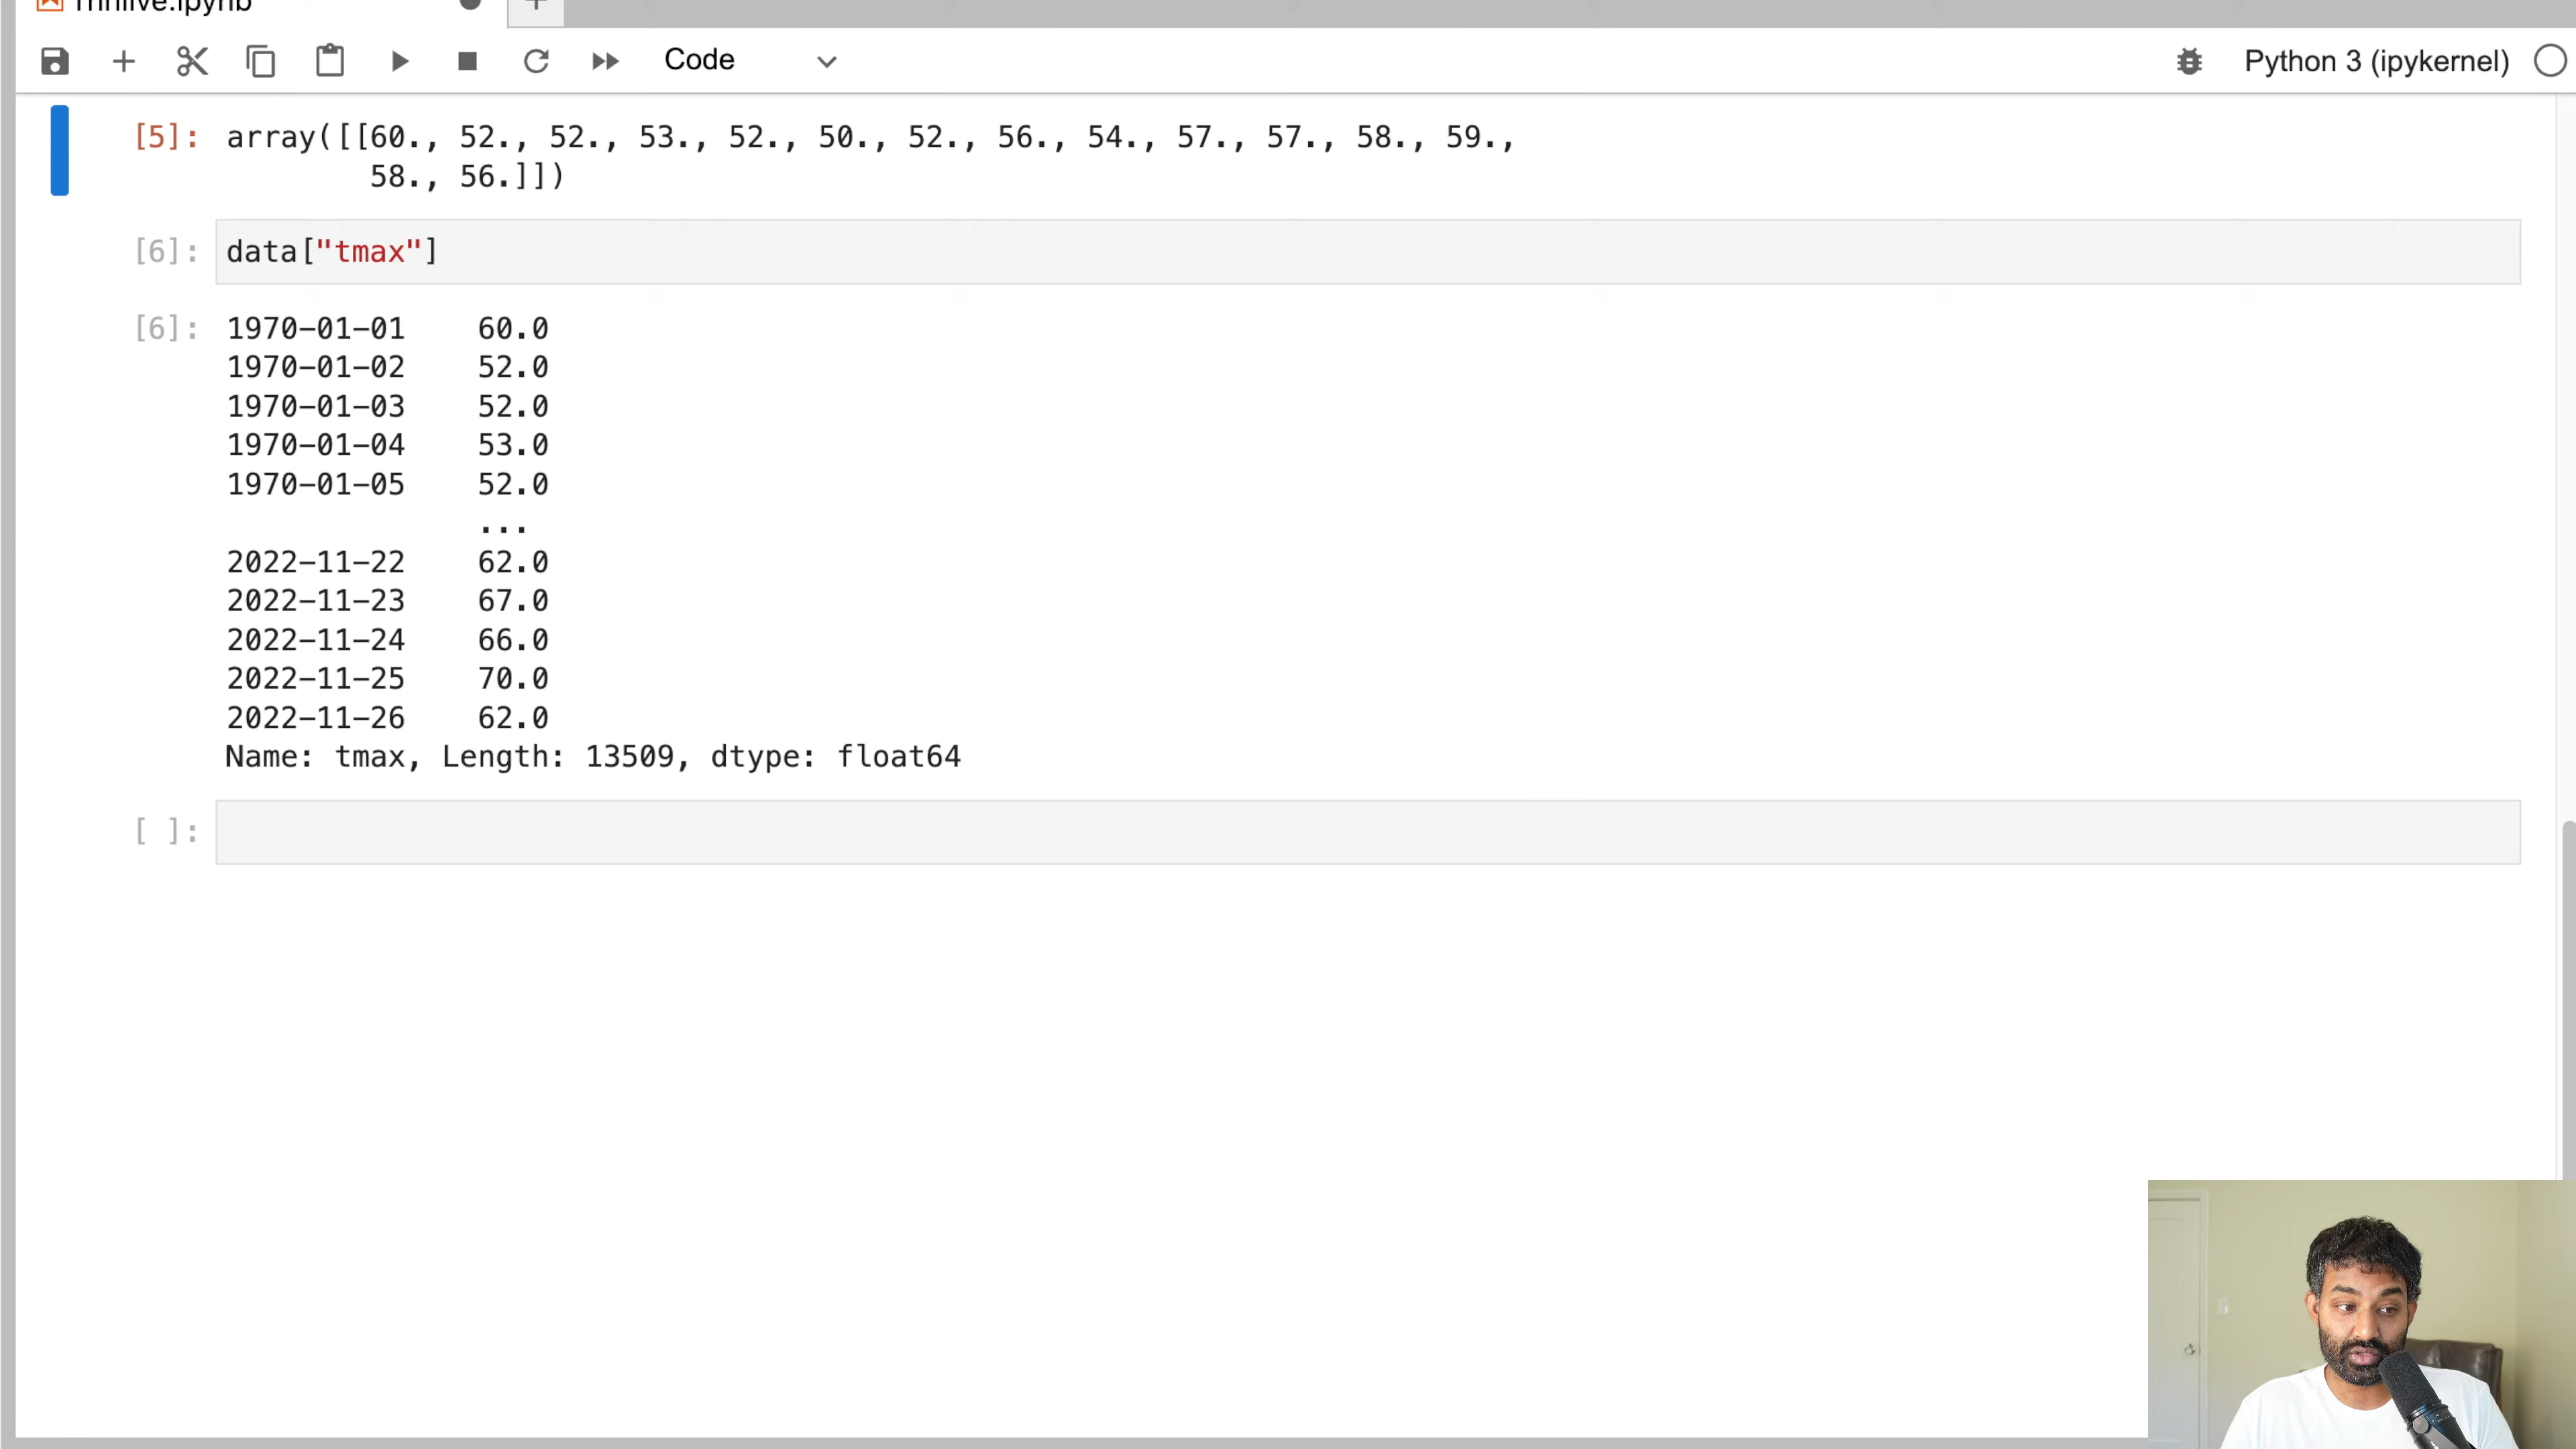 Code
Python 3 (ipykernel)
[5]: array([[60., 52., 52., 53., 52., 50., 52., 56., 54., 57., 57., 58., 59.,
58., 56.]])
[6]: data["tmax"]
[6]: 1970-01-01 60.0
1970-01-02 52.0
1970-01-03 52.0
1970-01-04 53.0
1970-01-05 52.0
...
2022-11-22 62.0
2022-11-23 67.0
2022-11-24 66.0
2022-11-25 70.0
2022-11-26 62.0
Name: tmax, Length: 13509, dtype: float64
[ ]: